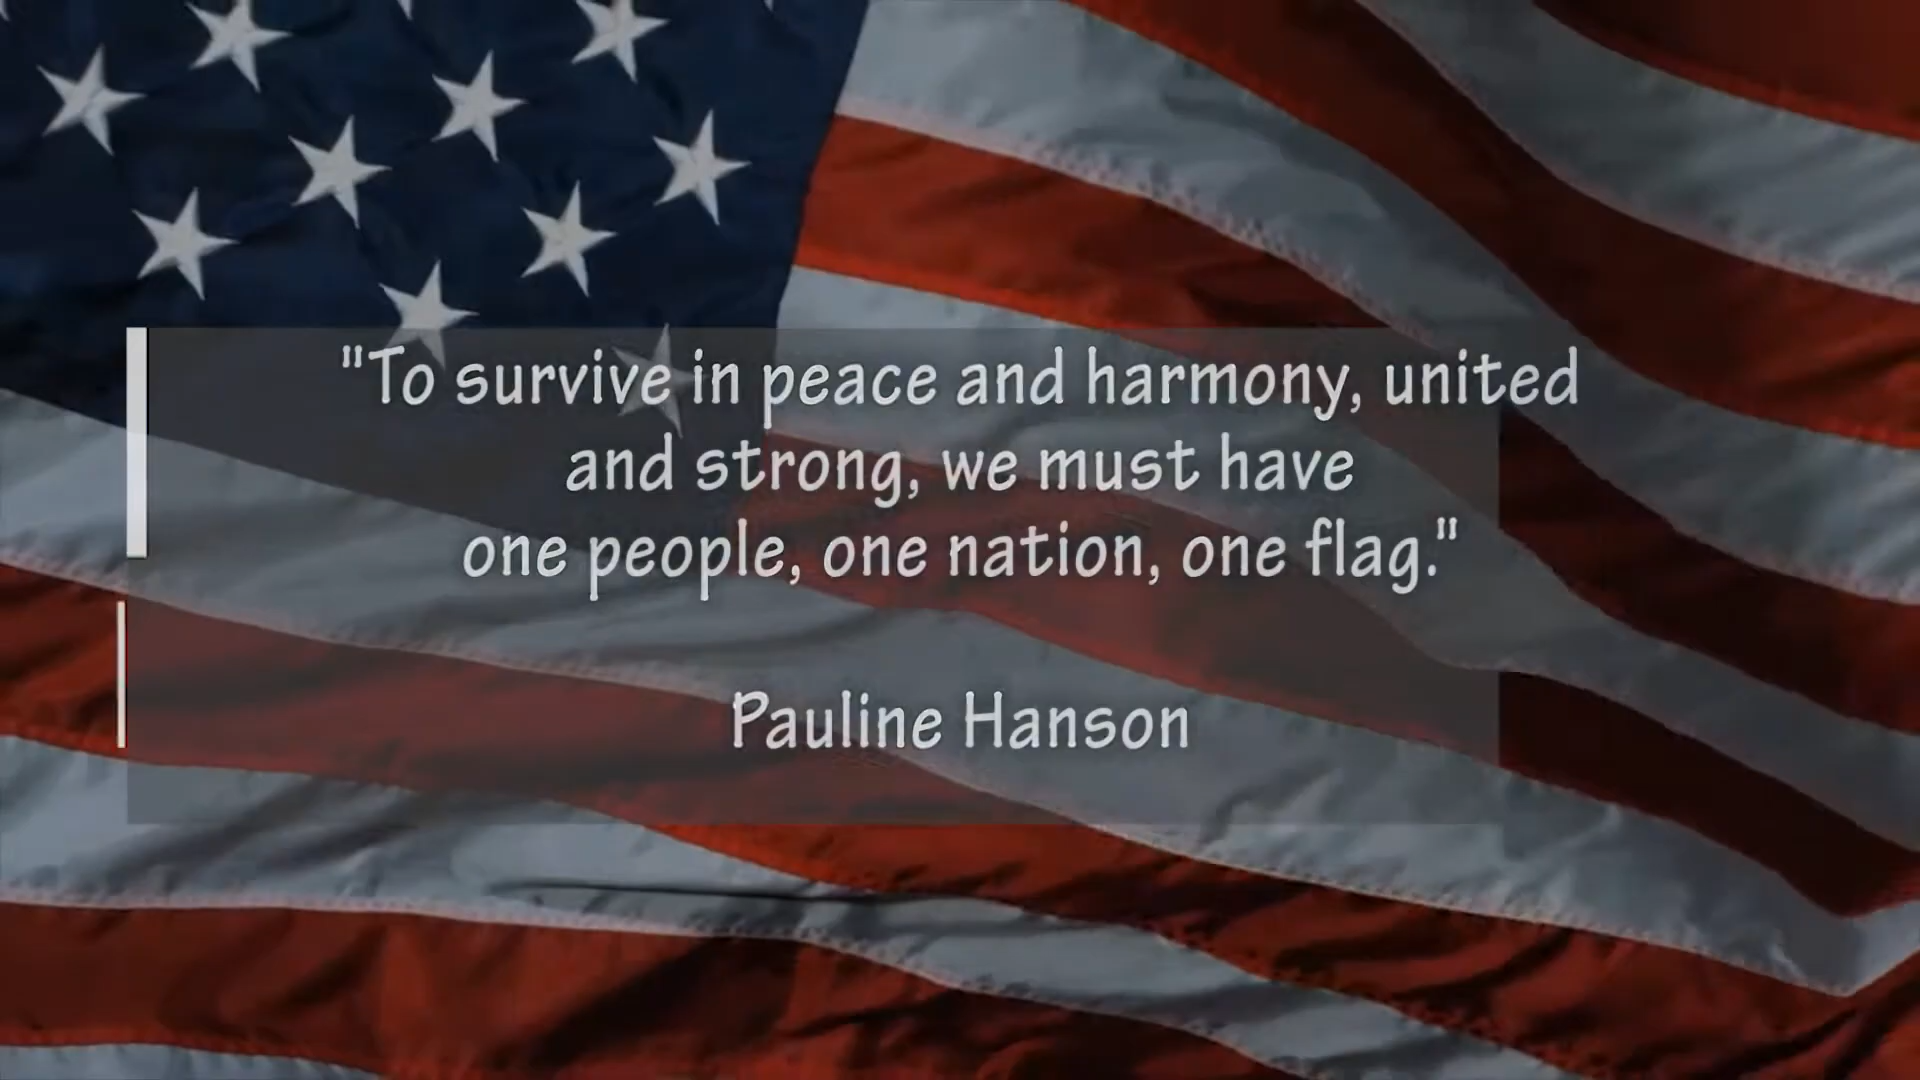 "To survive in peace and harmony, united
and strong, we must have
one people, one nation, one flag."
Pauline Hanson